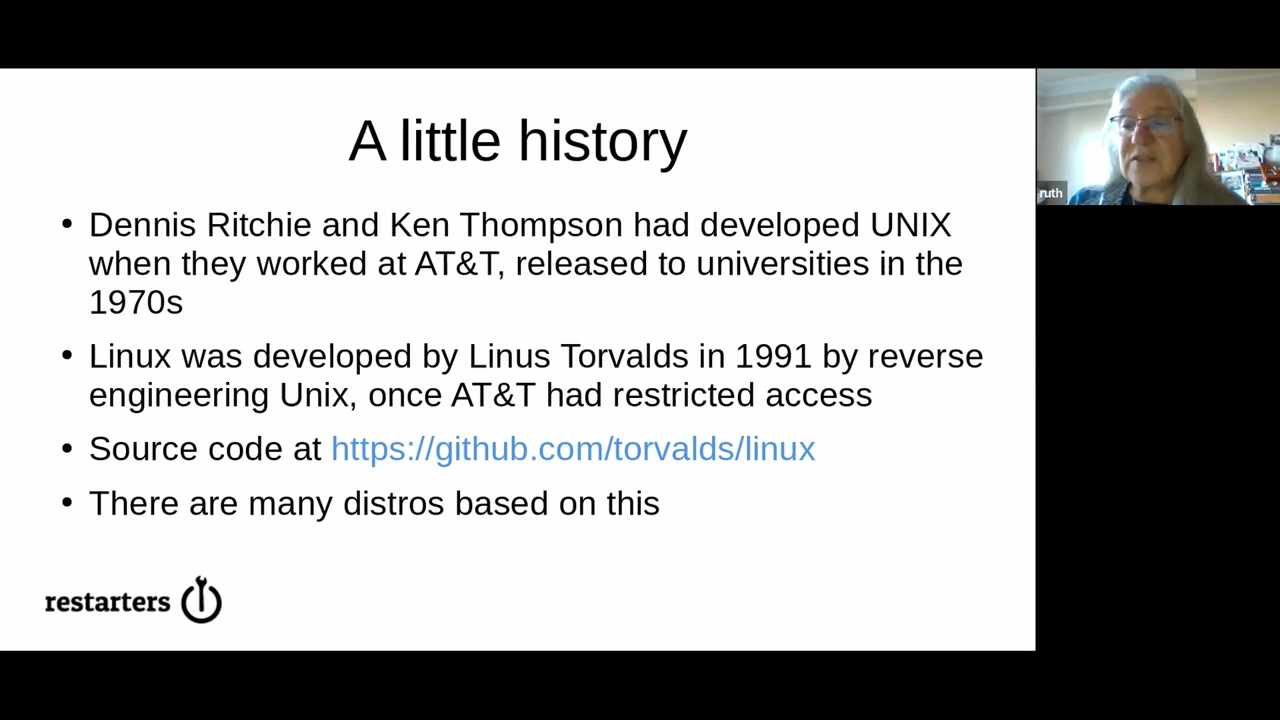 A little history
• Dennis Ritchie and Ken Thompson had developed UNIX
when they worked at AT&T, released to universities in the
1970s
• Linux was developed by Linus Torvalds in 1991 by reverse
engineering Unix, once AT&T had restricted access
• Source code at https://github.com/torvalds/linux
• There are many distros based on this
restarters
ruth